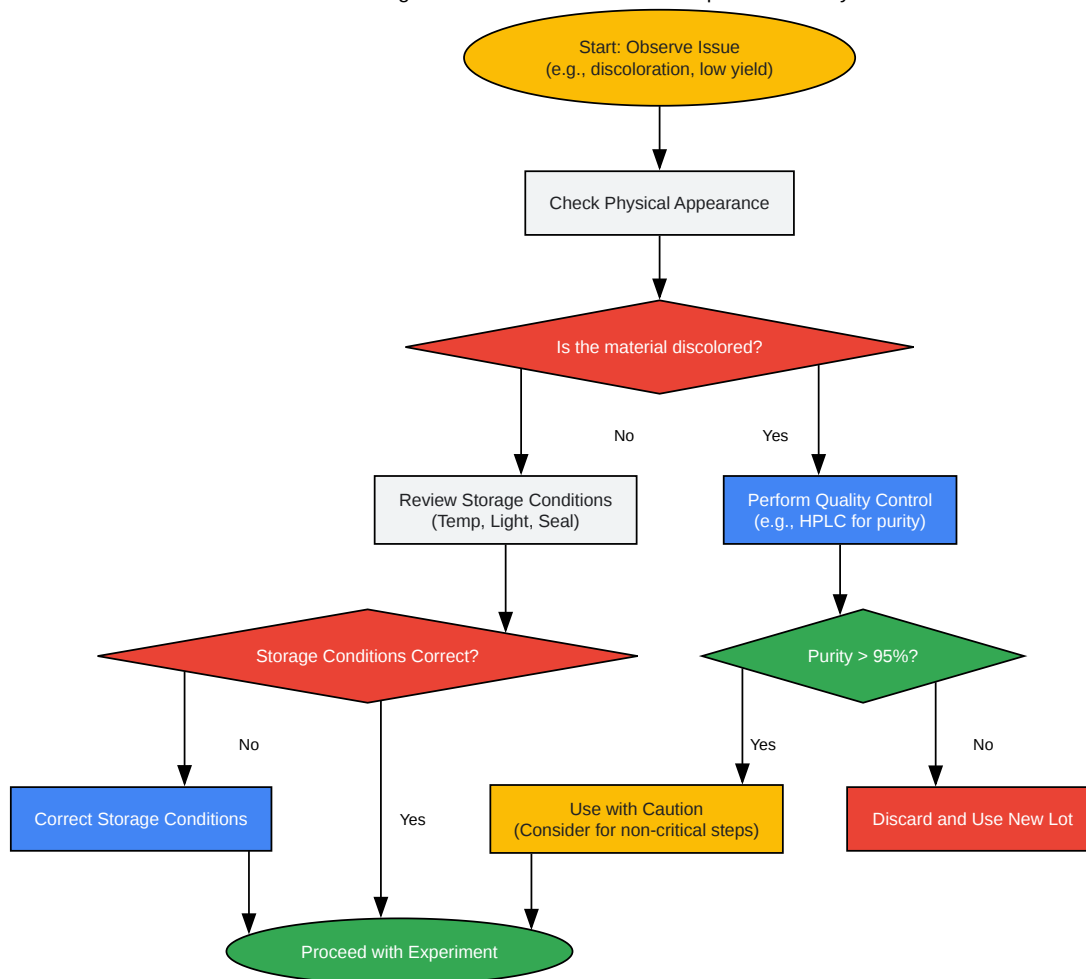 Start: Observe Issue
(e.g., discoloration, low yield)
Check Physical Appearance
Is the material discolored?
No
Yes
Review Storage Conditions
(Temp, Light, Seal)
Perform Quality Control
(e.g., HPLC for purity)
Storage Conditions Correct?
Purity > 95%?
No
Yes
No
Correct Storage Conditions
Yes
Use with Caution
(Consider for non-critical steps)
Discard and Use New Lot
Proceed with Experiment